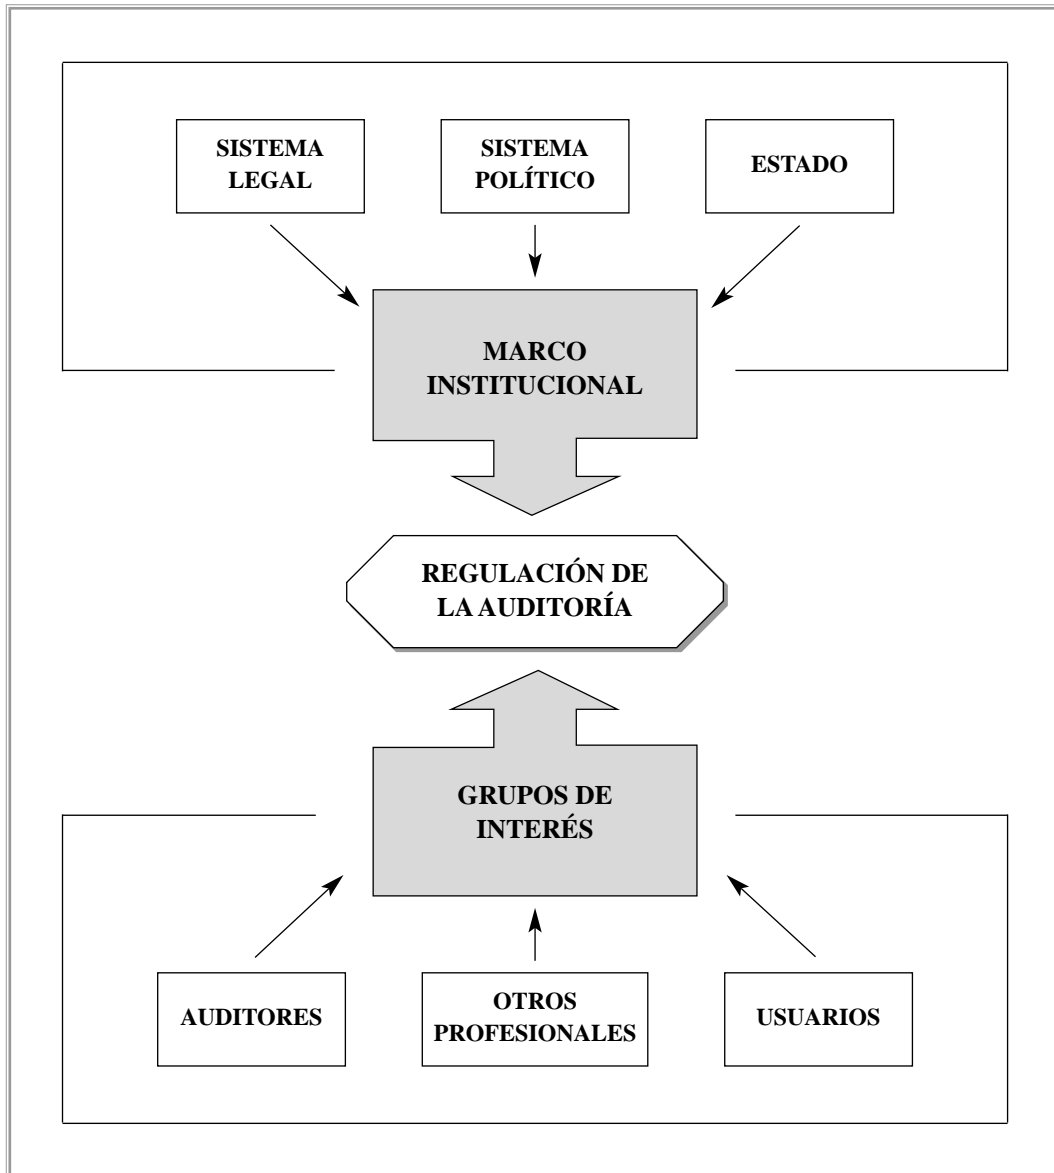 SISTEMA
LEGAL
SISTEMA
POLÍTICO
ESTADO
MARCO
INSTITUCIONAL
REGULACIÓN DE
LA AUDITORÍA
GRUPOS DE
INTERÉS
AUDITORES
OTROS
PROFESIONALES
USUARIOS